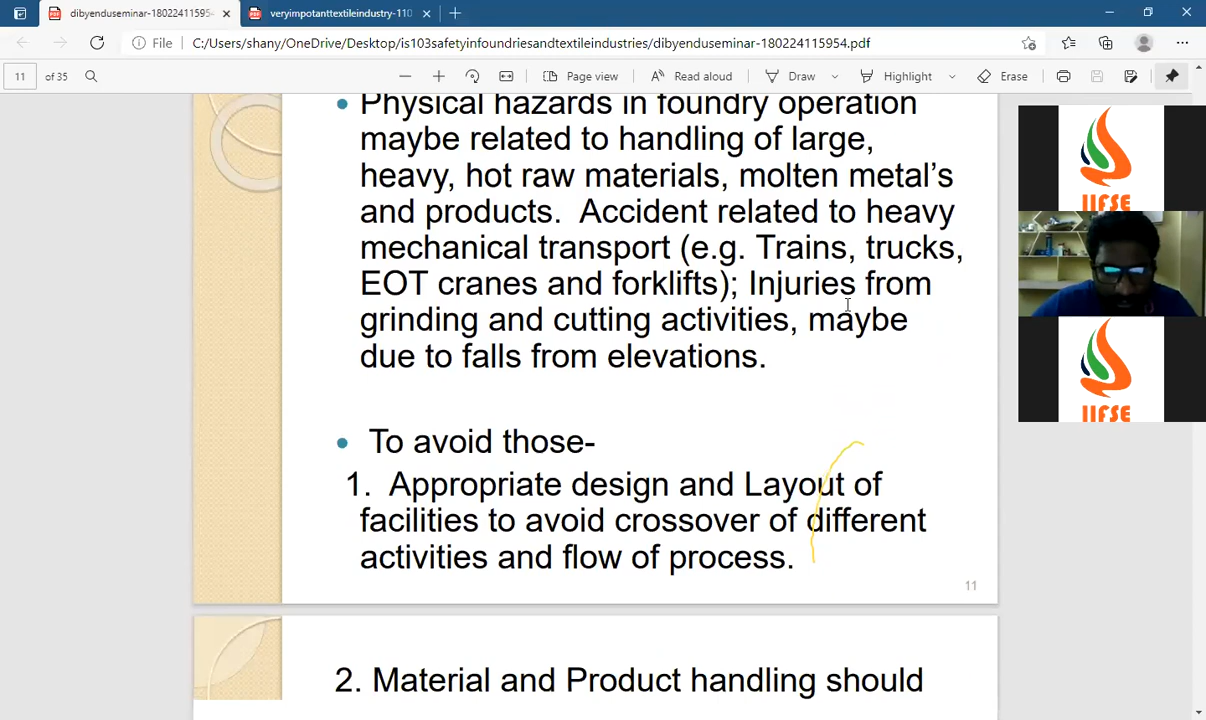 dibyenduseminar-180224115954
veryimpotanttextileindustry-110
File
C:/Users/shany/OneDrive/Desktop/is103safetyinfoundriesandtextileindustries/dibyenduseminar-180224115954.pdf
11 of 35
Page view
Read aloud
Draw
Highlight
Erase
• Physical hazards in foundry operation
maybe related to handling of large,
heavy, hot raw materials, molten metal's
and products. Accident related to heavy
mechanical transport (e.g. Trains, trucks,
EOT cranes and forklifts); Injuries from
grinding and cutting activities, maybe
due to falls from elevations.
• To avoid those-
1. Appropriate design and Layout of
facilities to avoid crossover of different
activities and flow of process.
11
2. Material and Product handling should
IIFSE
IIFSE